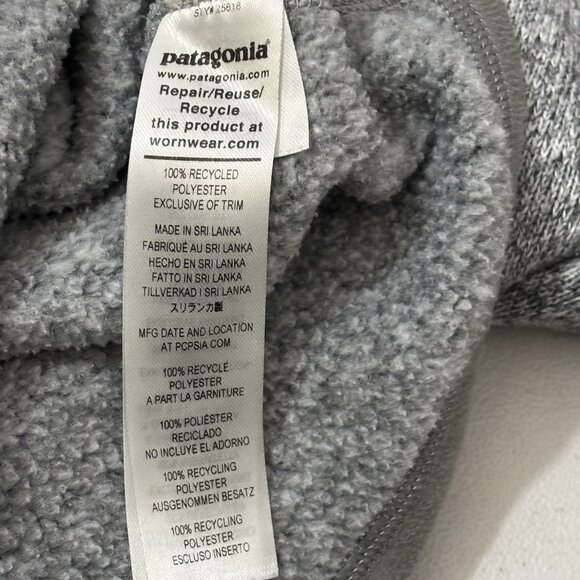 STY# 25618
patagonia®
www.patagonia.com
Repair/Reuse/
Recycle
this product at
wornwear.com
100% RECYCLED
POLYESTER
EXCLUSIVE OF TRIM
MADE IN SRI LANKA
FABRIQUÉ AU SRI LANKA
HECHO EN SRI LANKA
FATTO IN SRI LANKA
TILLVERKAD I SRI LANKA
スリランカ製
MFG DATE AND LOCATION
AT PCPSIA.COM
100% RECYCLÉ
POLYESTER
A PART LA GARNITURE
100% POLIÉSTER
RECICLADO
NO INCLUYE EL ADORNO
100% RECYCLING
POLYESTER
AUSGENOMMEN BESATZ
100% RECYCLING
POLYESTER
ESCLUSO INSERTO